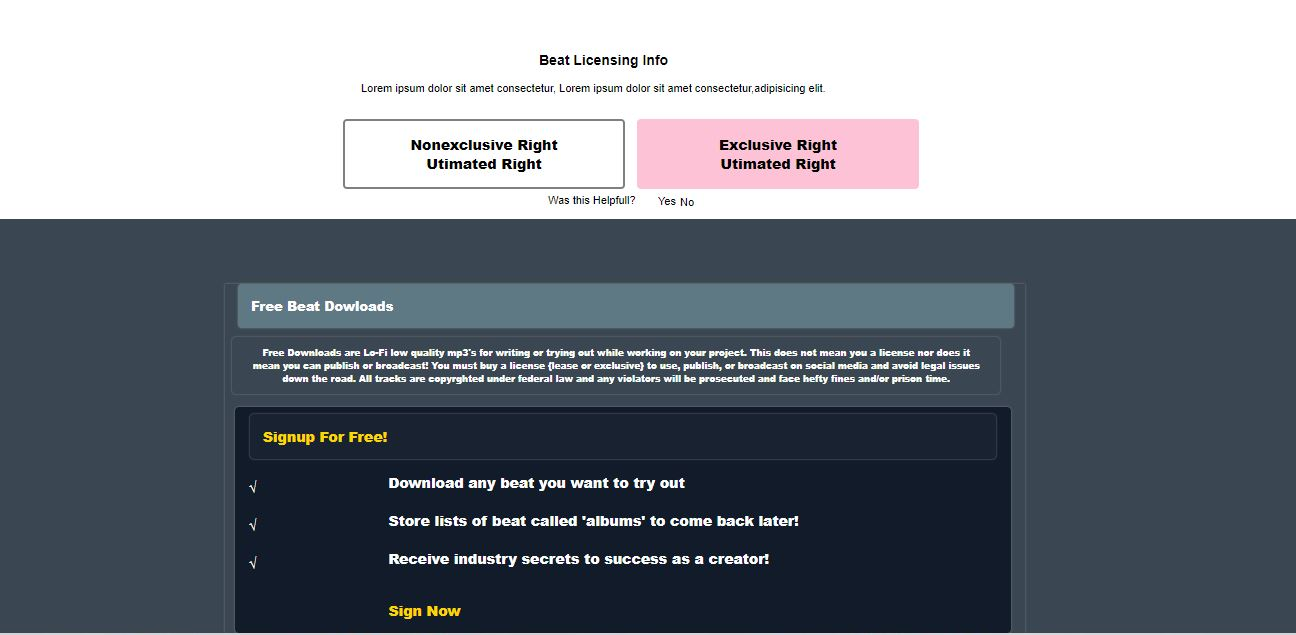 Beat Licensing Info
Lorem ipsum dolor sit amet consectetur, Lorem ipsum dolor sit amet consectetur,adipisicing elit.
Nonexclusive Right
Utimated Right
Exclusive Right
Utimated Right
Was this Helpfull? Yes No
Free Beat Dowloads
Free Downloads are Lo-Fi low quality mp3's for writing or trying out while working on your project. This does not mean you a license nor does it
mean you can publish or broadcast! You must buy a license {lease or exclusive} to use, publish, or broadcast on social media and avoid legal issues
down the road. All tracks are copyrghted under federal law and any violators will be prosecuted and face hefty fines and/or prison time.
Signup For Free!
√ Download any beat you want to try out
√ Store lists of beat called 'albums' to come back later!
√ Receive industry secrets to success as a creator!
Sign Now